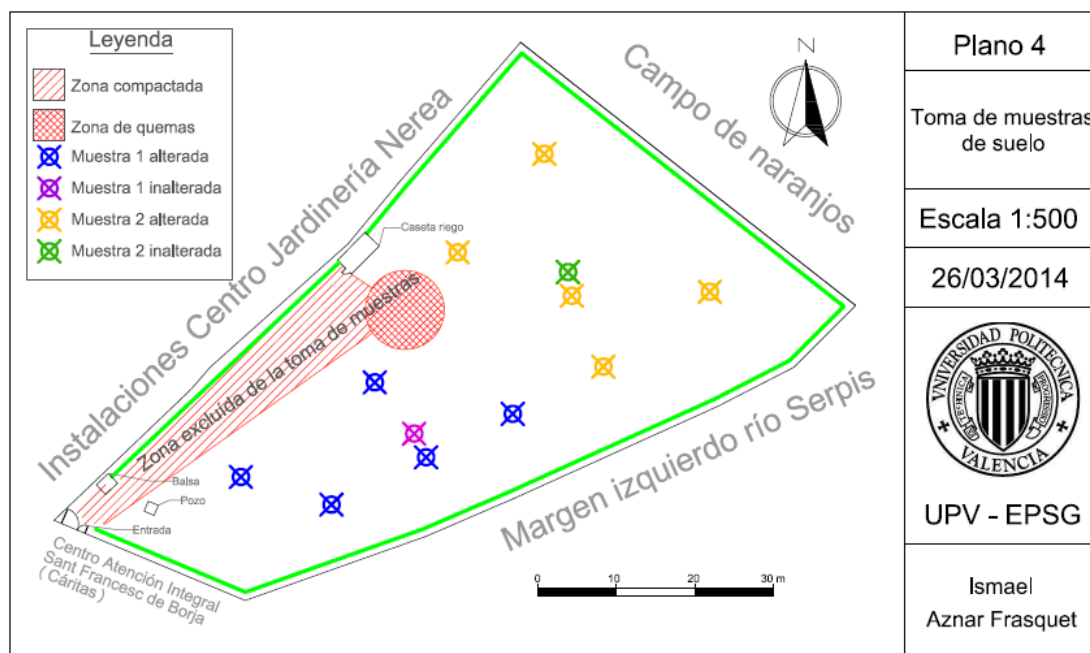 Leyenda
Zona compactada
Zona de quemas
Muestra 1 alterada
Muestra 1 inalterada
Muestra 2 alterada
Muestra 2 inalterada
Instalaciones Centro Jardinería Nerea
Campo de naranjos
N
Caseta riego
Zona excluida de la toma de muestras
Balsa
Pozo
Entrada
Margen izquierdo río Serpis
Centro Atención Integral
Sant Francesc de Borja
( Cáritas )
0 10 20 30 m
Plano 4
Toma de muestras
de suelo
Escala 1:500
26/03/2014
UNIVERSIDAD POLITECNICA
VALENCIA
UPV - EPSG
Ismael
Aznar Frasquet